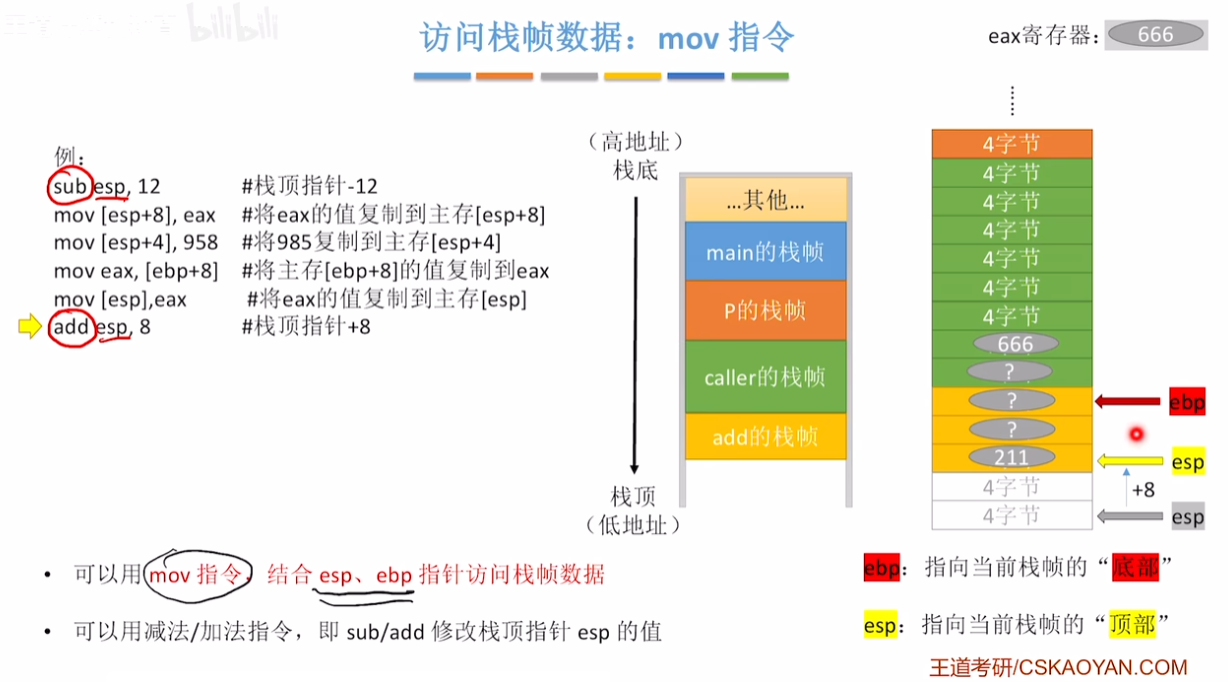 bilibili
访问栈帧数据：mov 指令
eax寄存器：
666
例：
sub esp, 12 #栈顶指针-12
mov [esp+8], eax #将eax的值复制到主存[esp+8]
mov [esp+4], 958 #将985复制到主存[esp+4]
mov eax, [ebp+8] #将主存[ebp+8]的值复制到eax
mov [esp],eax #将eax的值复制到主存[esp]
add esp, 8 #栈顶指针+8
（高地址）
栈底
...其他...
main的栈帧
P的栈帧
caller的栈帧
add的栈帧
栈顶
（低地址）
4字节
4字节
4字节
4字节
4字节
4字节
4字节
666
?
?
ebp
?
211
esp
4字节
+8
4字节
esp
• 可以用 mov 指令，结合 esp、ebp 指针访问栈帧数据
• 可以用减法/加法指令，即 sub/add 修改栈顶指针 esp 的值
ebp：指向当前栈帧的“底部”
esp：指向当前栈帧的“顶部”
王道考研/CSKAOYAN.COM